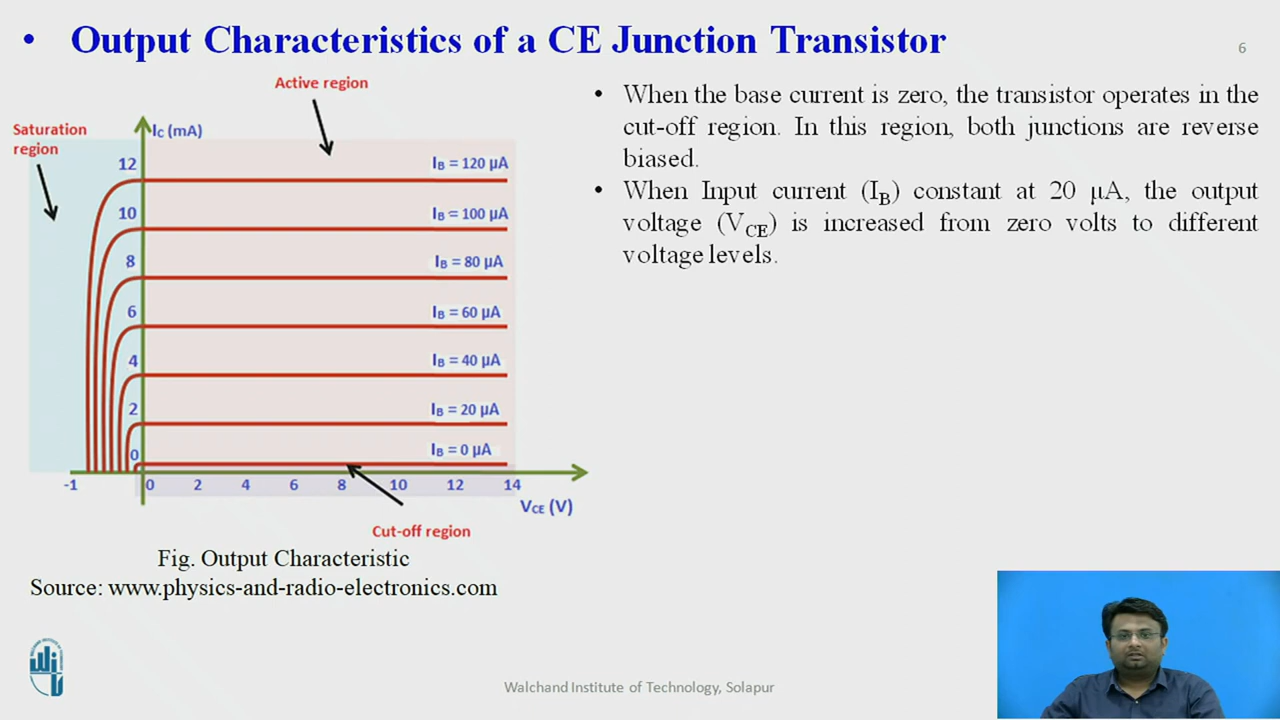 • Output Characteristics of a CE Junction Transistor
6
Active region
Saturation
region
IC (mA)
12
10
8
6
4
2
0
IB = 120 µA
IB = 100 µA
IB = 80 µA
IB = 60 µA
IB = 40 µA
IB = 20 µA
IB = 0 µA
-1 0 2 4 6 8 10 12 14
VCE (V)
Cut-off region
Fig. Output Characteristic
Source: www.physics-and-radio-electronics.com
• When the base current is zero, the transistor operates in the
cut-off region. In this region, both junctions are reverse
biased.
• When Input current (IB) constant at 20 µA, the output
voltage (VCE) is increased from zero volts to different
voltage levels.
Walchand Institute of Technology, Solapur